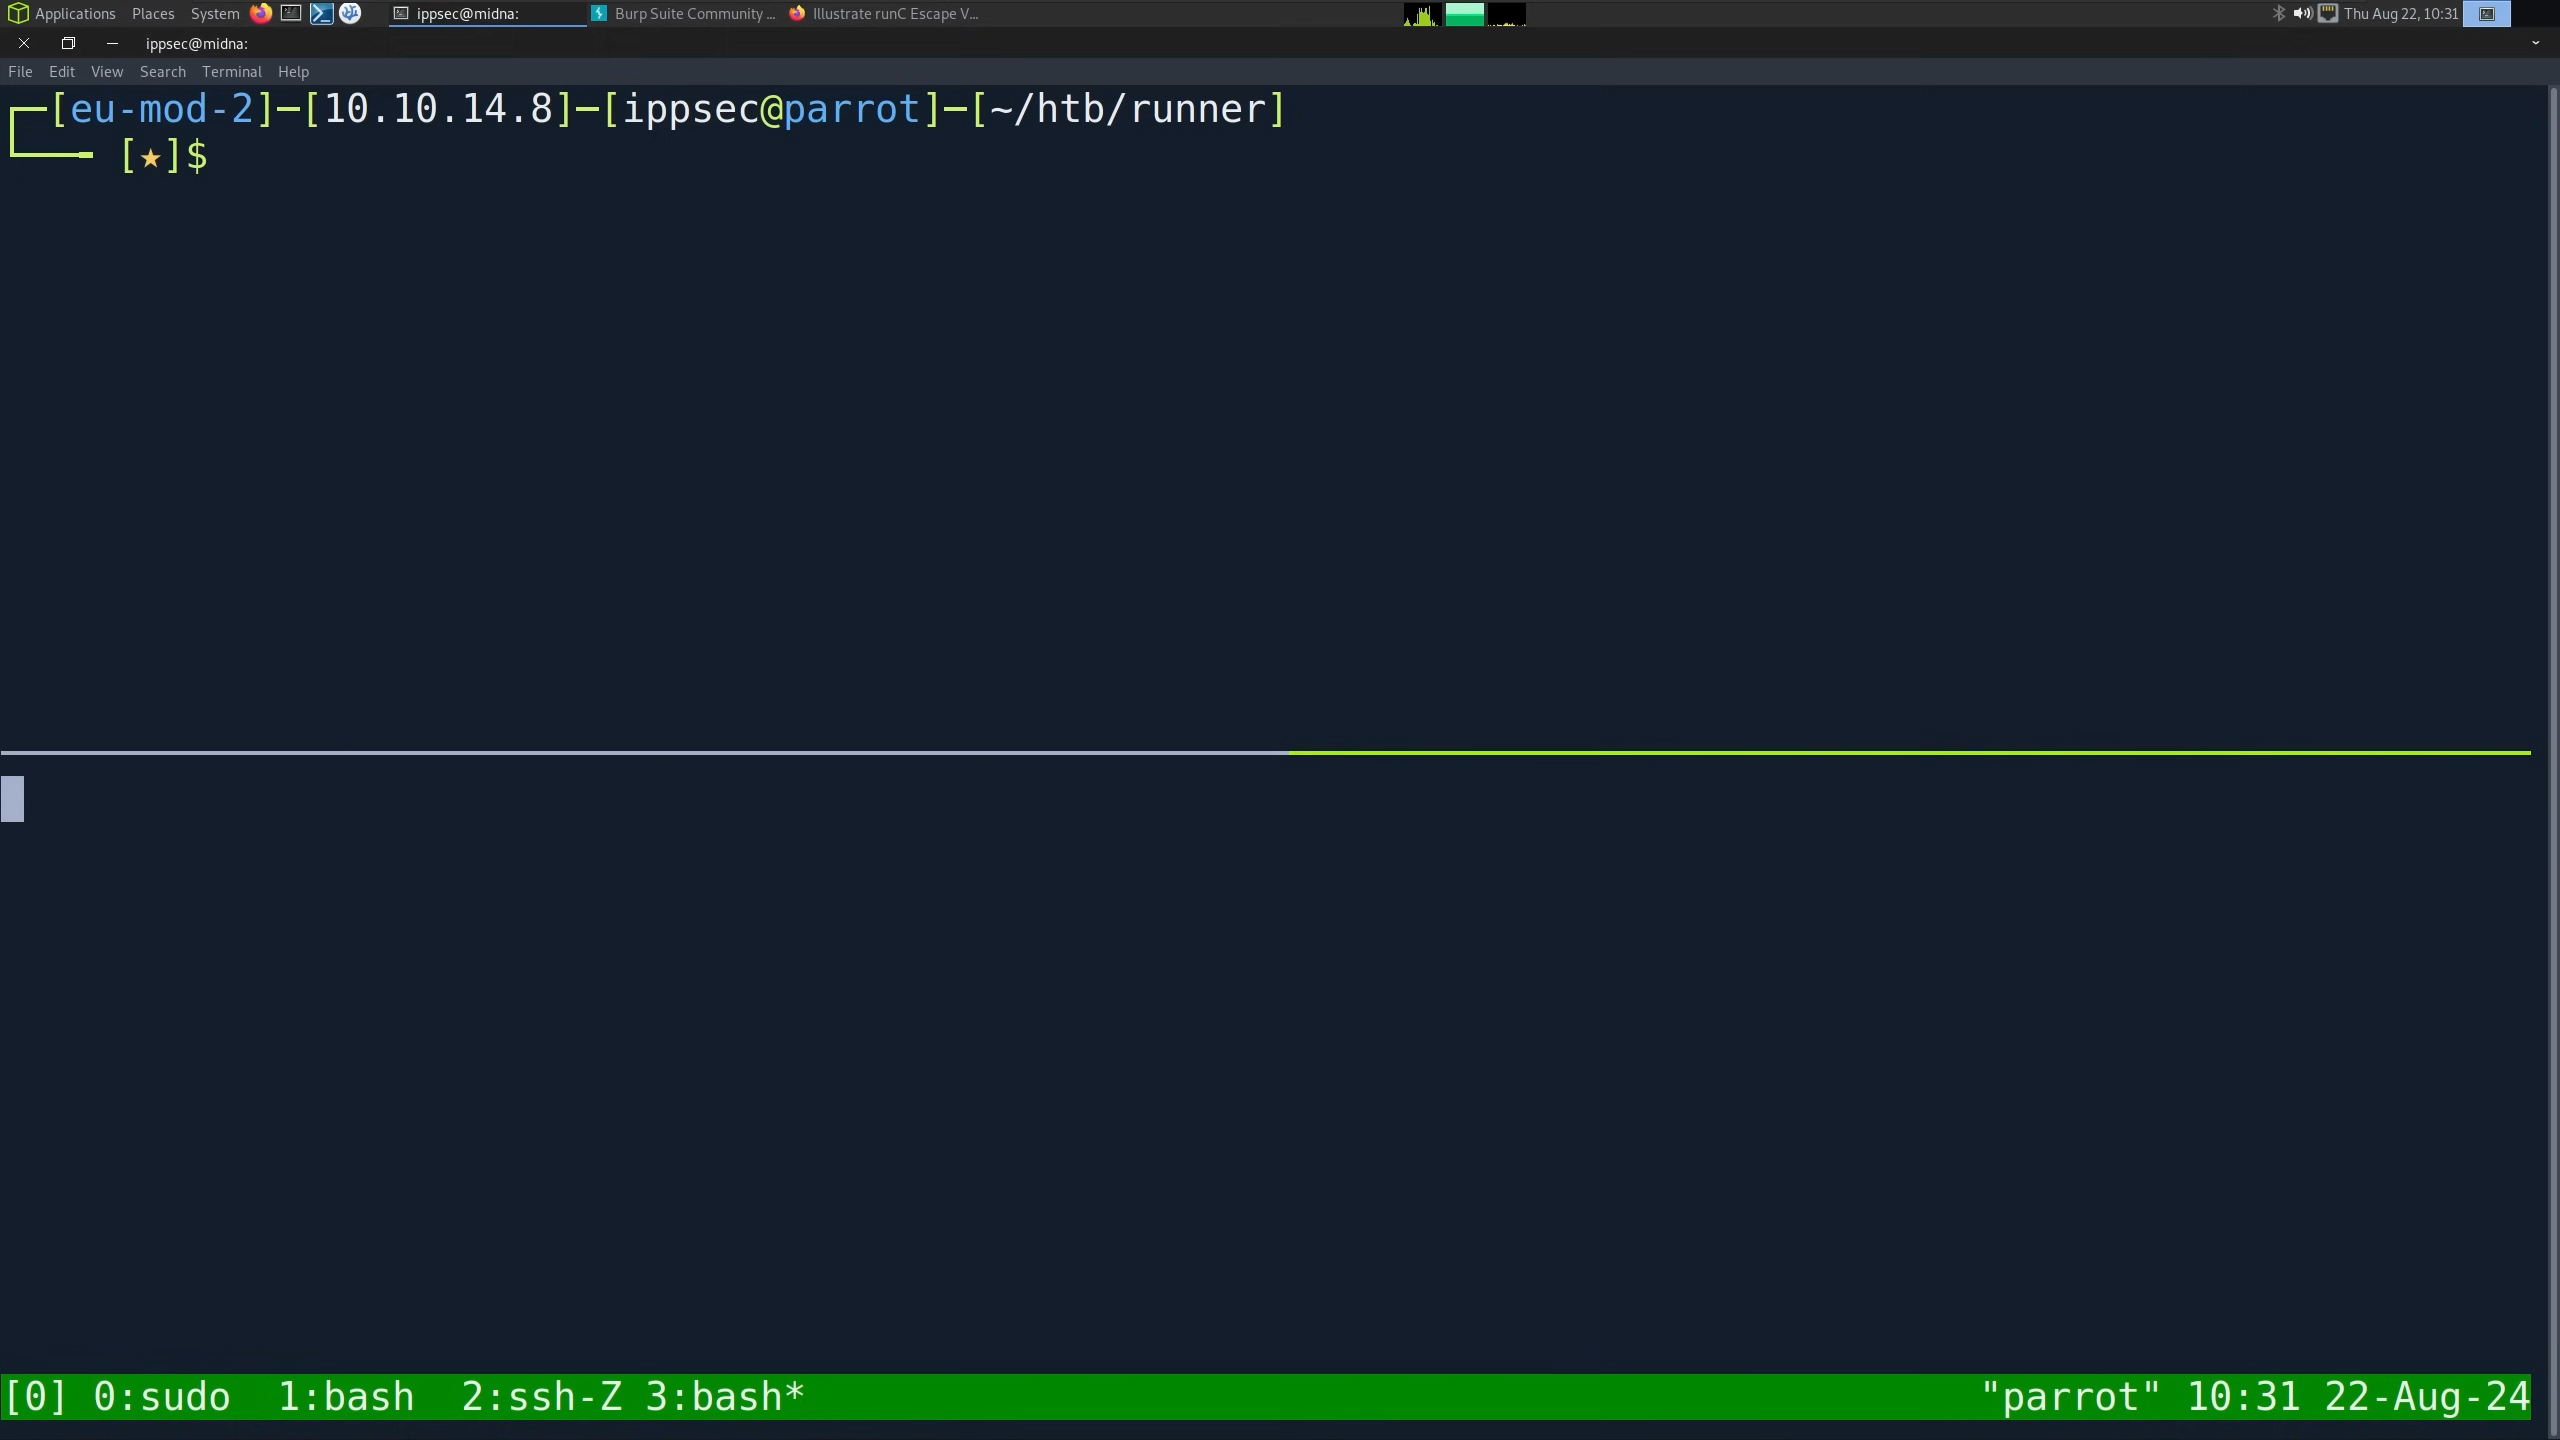 Applications Places System ippsec@midna: Burp Suite Community ... Illustrate runC Escape V... Thu Aug 22, 10:31
ippsec@midna:
File Edit View Search Terminal Help
┌─[eu-mod-2]─[10.10.14.8]─[ippsec@parrot]─[~/htb/runner]
└──╼ [★]$
[0] 0:sudo  1:bash  2:ssh-Z 3:bash* "parrot" 10:31 22-Aug-24